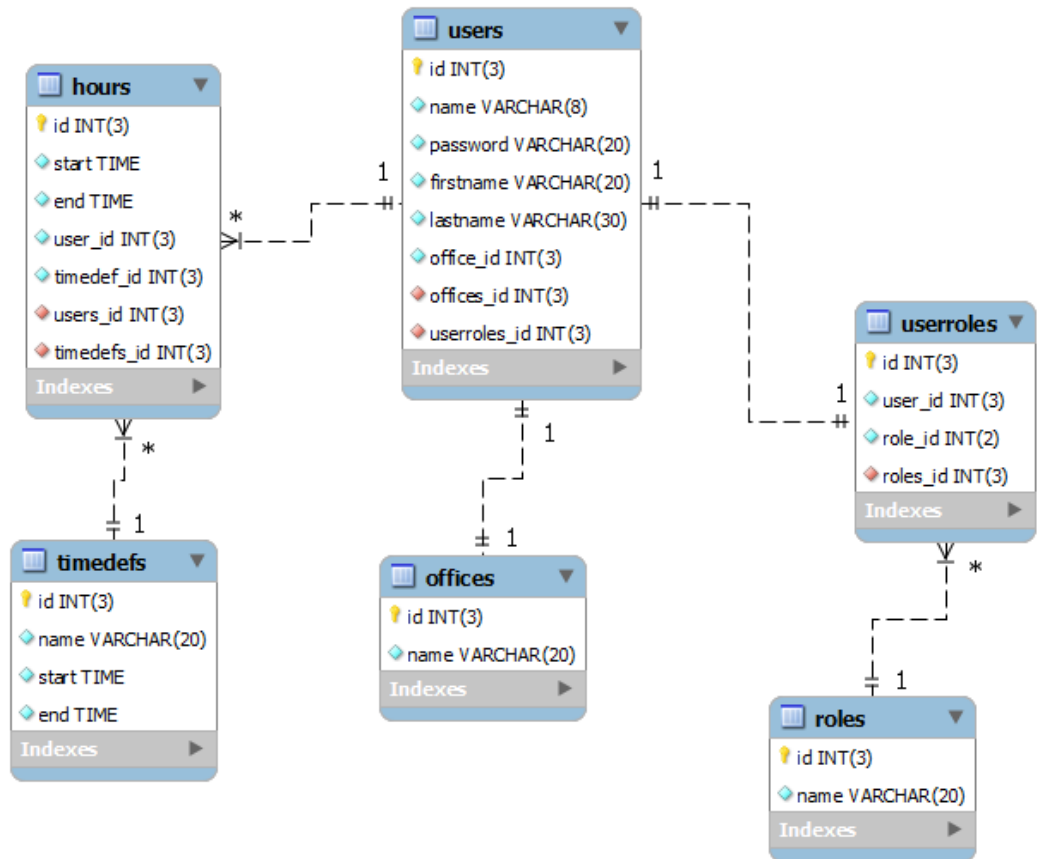 users
id INT(3)
name VARCHAR(8)
password VARCHAR(20)
firstname VARCHAR(20)
lastname VARCHAR(30)
office_id INT(3)
offices_id INT(3)
userroles_id INT(3)
Indexes
hours
id INT(3)
start TIME
end TIME
user_id INT(3)
timedef_id INT(3)
users_id INT(3)
timedefs_id INT(3)
Indexes
1
*
1
1
userroles
id INT(3)
user_id INT(3)
role_id INT(2)
roles_id INT(3)
Indexes
*
1
1
1
*
1
timedefs
id INT(3)
name VARCHAR(20)
start TIME
end TIME
Indexes
offices
id INT(3)
name VARCHAR(20)
Indexes
roles
id INT(3)
name VARCHAR(20)
Indexes